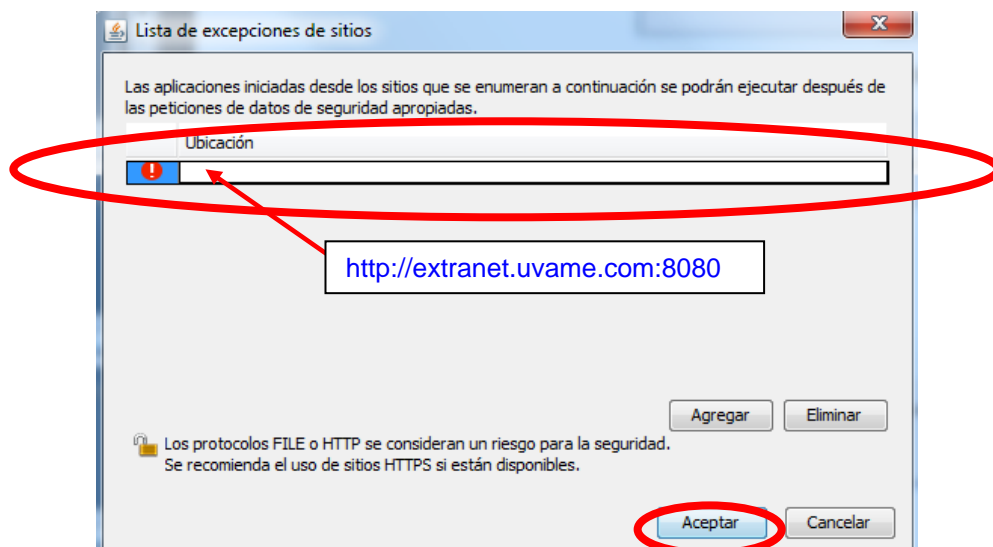 Lista de excepciones de sitios
Las aplicaciones iniciadas desde los sitios que se enumeran a continuación se podrán ejecutar después de
las peticiones de datos de seguridad apropiadas.
Ubicación
http://extranet.uvame.com:8080
Agregar
Eliminar
Los protocolos FILE o HTTP se consideran un riesgo para la seguridad.
Se recomienda el uso de sitios HTTPS si están disponibles.
Aceptar
Cancelar